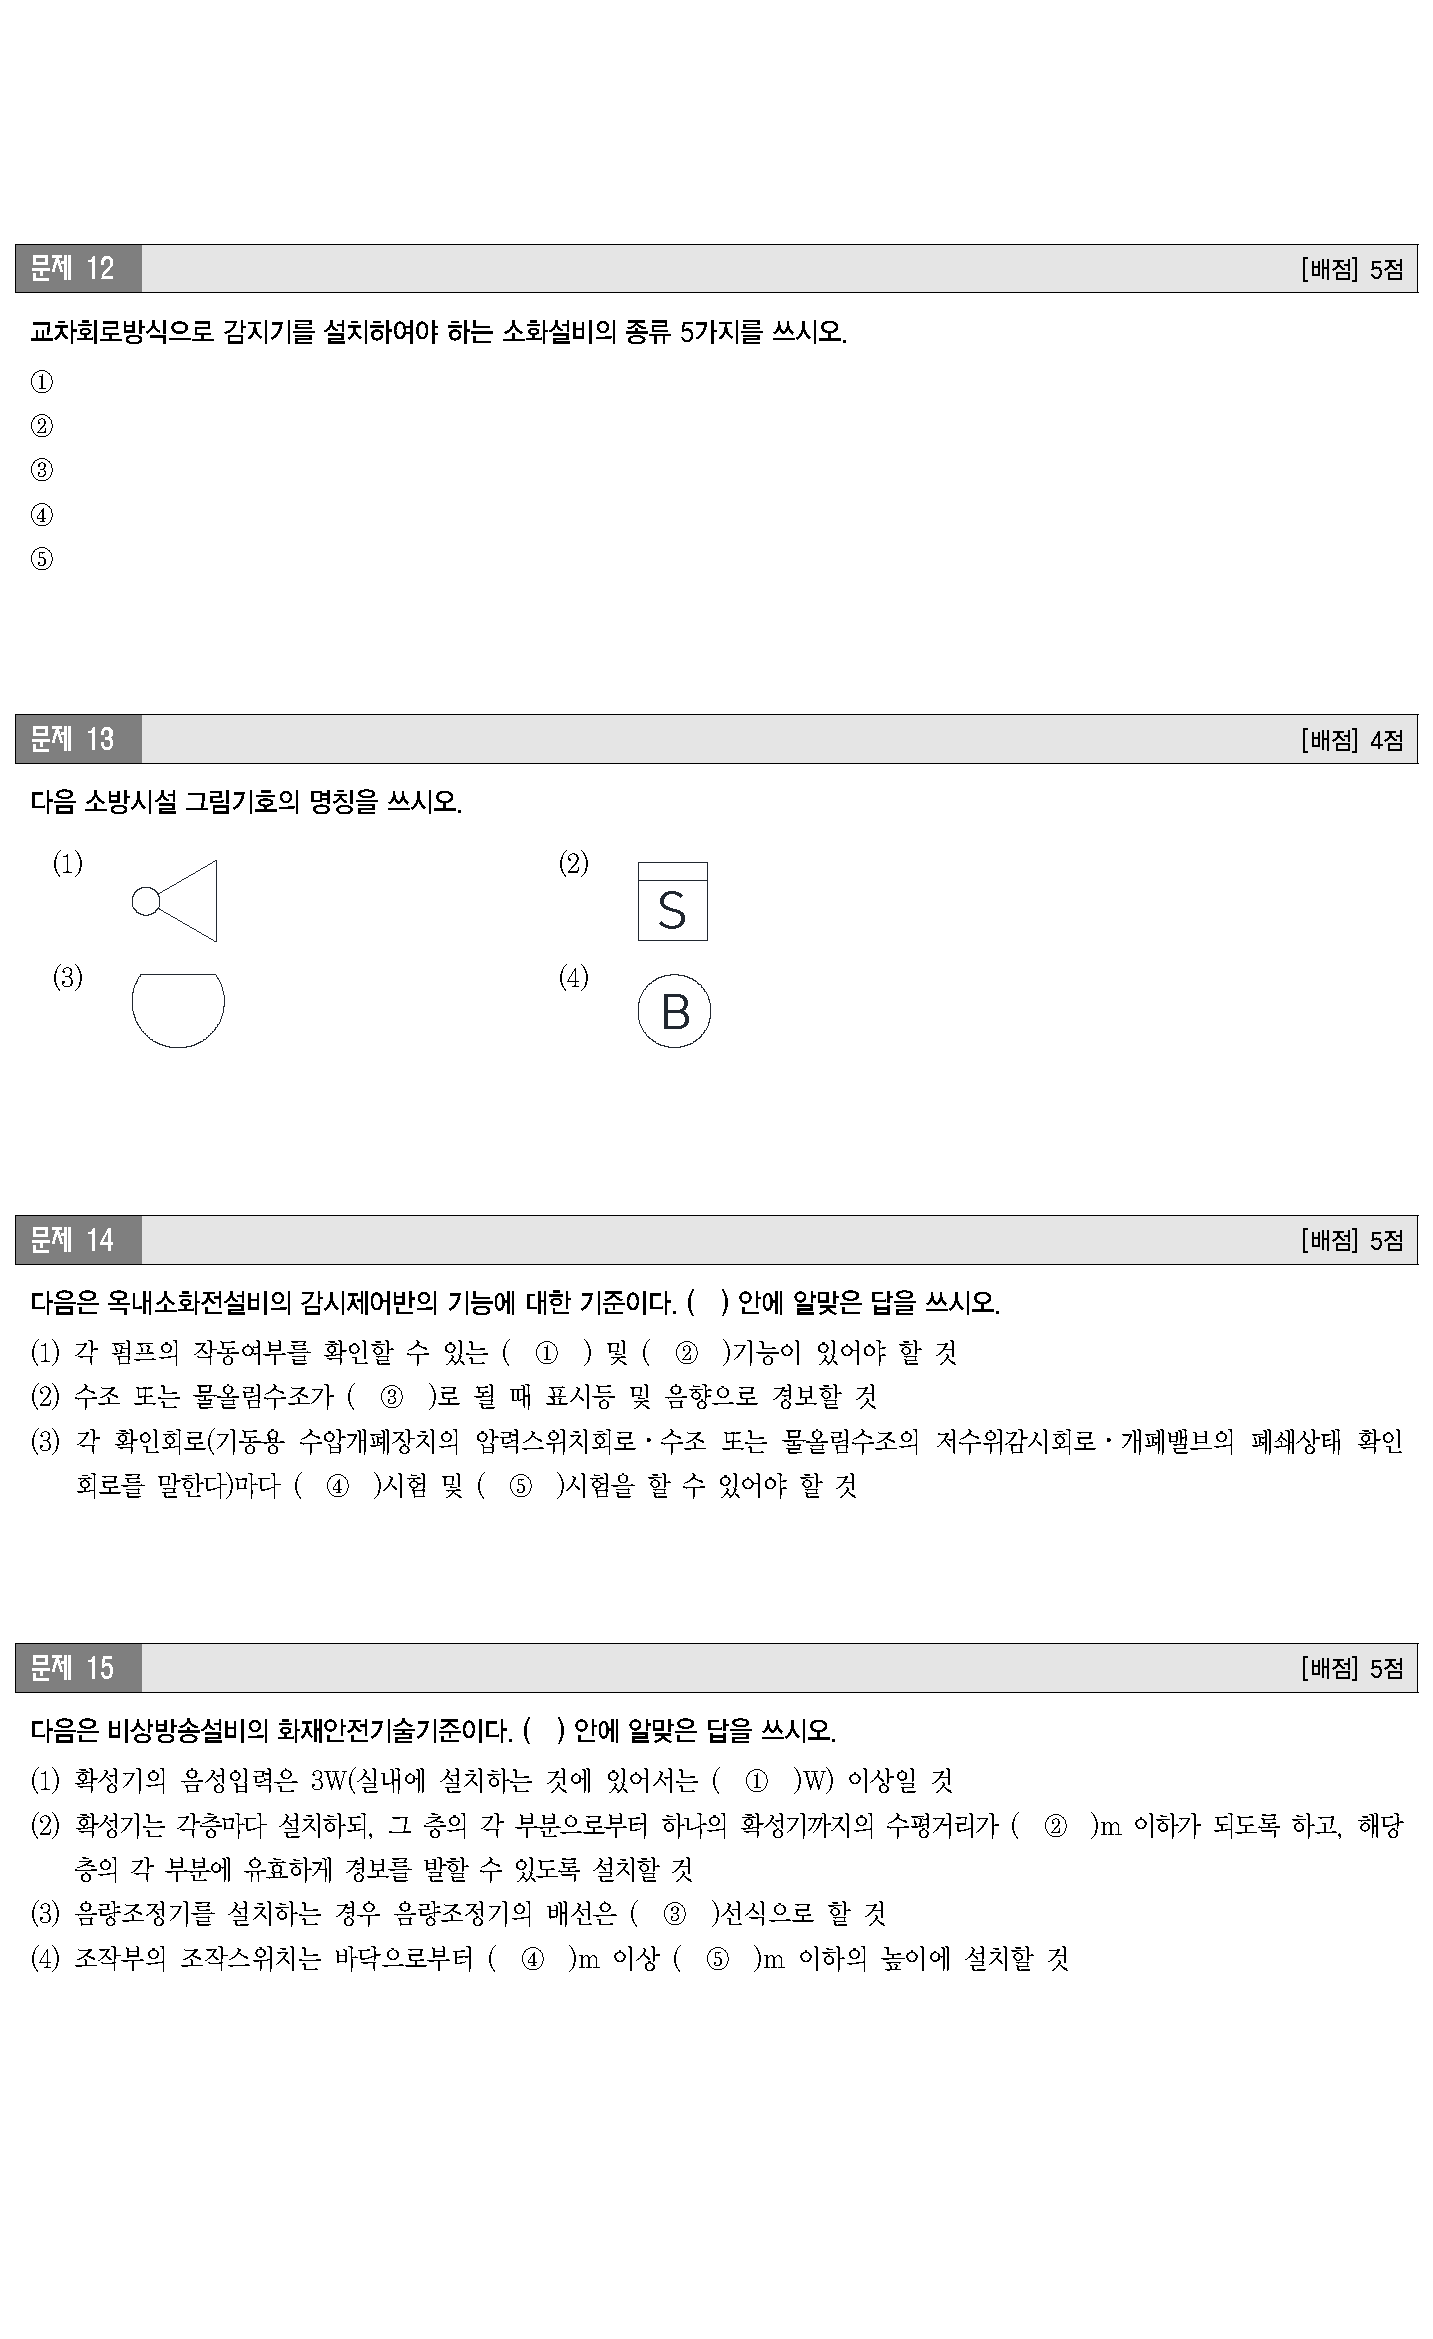 문제 12 [배점] 5점
교차회로방식으로 감지기를 설치하여야 하는 소화설비의 종류 5가지를 쓰시오.
①
②
③
④
⑤
문제 13 [배점] 4점
다음 소방시설 그림기호의 명칭을 쓰시오.
(1) (2) S
(3) (4) B
문제 14 [배점] 5점
다음은 옥내소화전설비의 감시제어반의 기능에 대한 기준이다. ( ) 안에 알맞은 답을 쓰시오.
(1) 각 펌프의 작동여부를 확인할 수 있는 ( ① ) 및 ( ② )기능이 있어야 할 것
(2) 수조 또는 물올림수조가 ( ③ )로 될 때 표시등 및 음향으로 경보할 것
(3) 각 확인회로(기동용 수압개폐장치의 압력스위치회로·수조 또는 물올림수조의 저수위감시회로·개폐밸브의 폐쇄상태 확인
회로를 말한다)마다 ( ④ )시험 및 ( ⑤ )시험을 할 수 있어야 할 것
문제 15 [배점] 5점
다음은 비상방송설비의 화재안전기술기준이다. ( ) 안에 알맞은 답을 쓰시오.
(1) 확성기의 음성입력은 3W(실내에 설치하는 것에 있어서는 ( ① )W) 이상일 것
(2) 확성기는 각층마다 설치하되, 그 층의 각 부분으로부터 하나의 확성기까지의 수평거리가 ( ② )m 이하가 되도록 하고, 해당
층의 각 부분에 유효하게 경보를 발할 수 있도록 설치할 것
(3) 음량조정기를 설치하는 경우 음량조정기의 배선은 ( ③ )선식으로 할 것
(4) 조작부의 조작스위치는 바닥으로부터 ( ④ )m 이상 ( ⑤ )m 이하의 높이에 설치할 것